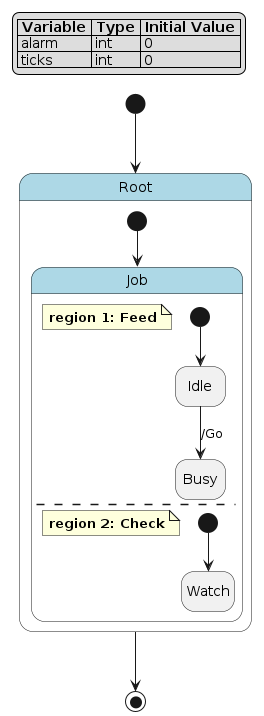 Variable Type Initial Value
alarm int 0
ticks int 0
Root
Job
region 1: Feed
Idle
/Go
Busy
region 2: Check
Watch